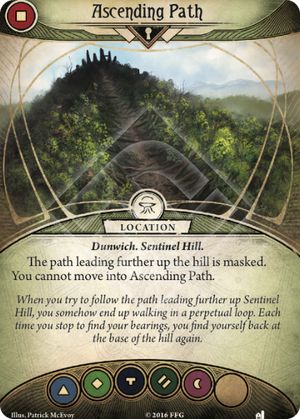 Ascending Path
LOCATION
Dunwich. Sentinel Hill.
The path leading further up the hill is masked.
You cannot move into Ascending Path.
When you try to follow the path leading further up Sentinel
Hill, you somehow end up walking in a perpetual loop. Each
time you stop to find your bearings, you find yourself back at
the base of the hill again.
Illus. Patrick McEvoy
© 2016 FFG